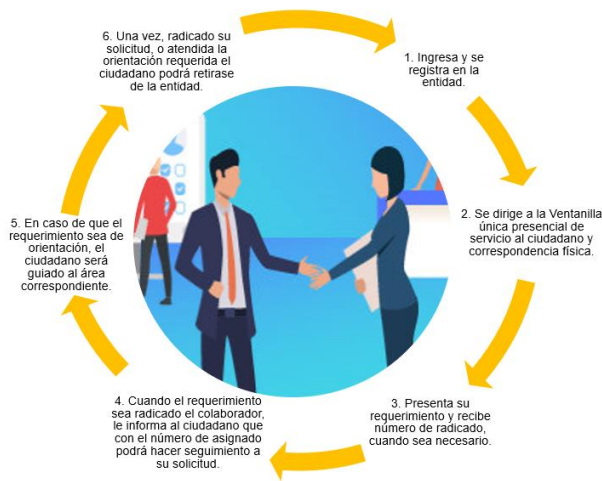 1. Ingresa y se
registra en la
entidad.
2. Se dirige a la Ventanilla
única presencial de
servicio al ciudadano y
correspondencia física.
3. Presenta su
requerimiento y recibe
número de radicado,
cuando sea necesario.
4. Cuando el requerimiento
sea radicado el colaborador,
le informa al ciudadano que
con el número de asignado
podrá hacer seguimiento a
su solicitud.
5. En caso de que el
requerimiento sea de
orientación, el
ciudadano será
guiado al área
correspondiente.
6. Una vez, radicado su
solicitud, o atendida la
orientación requerida el
ciudadano podrá retirase
de la entidad.